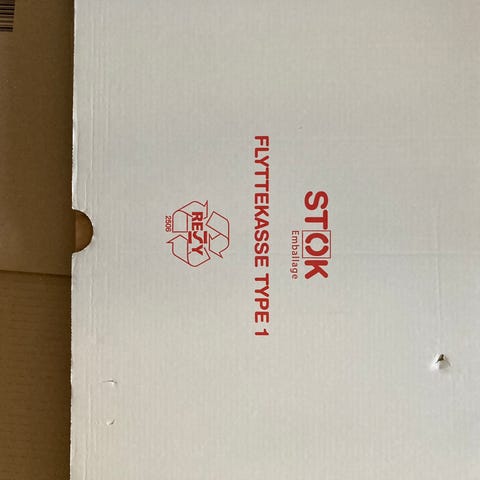 STOK
Emballage
FLYTTEKASSE TYPE 1
RESY
2506